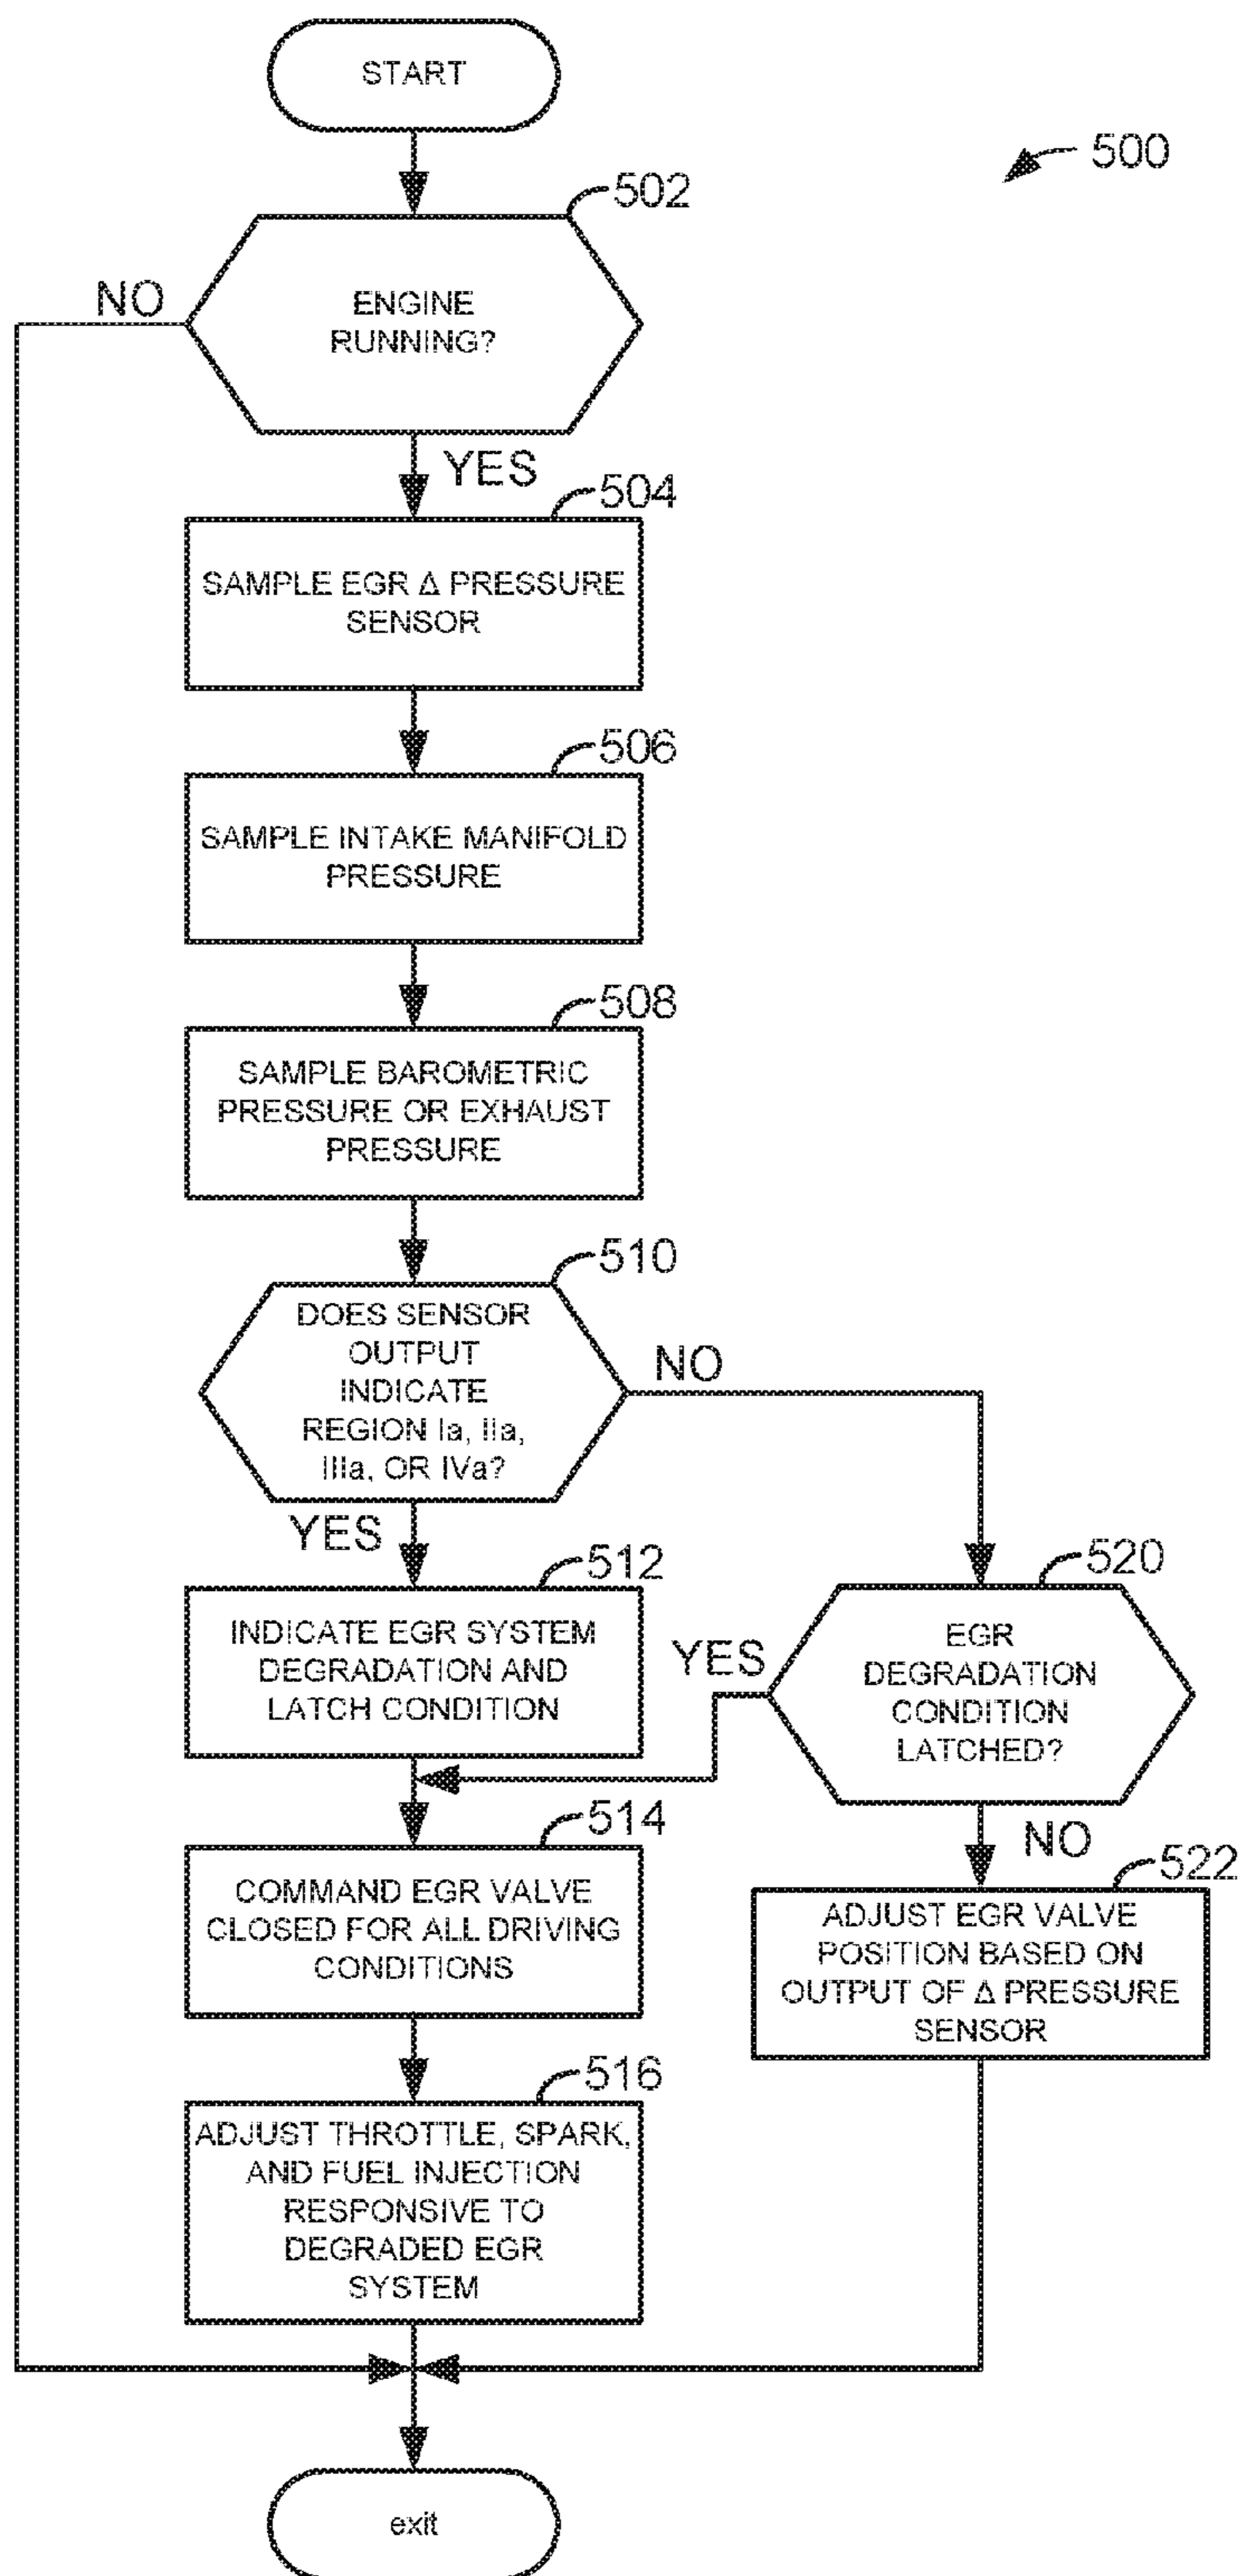 START
500
502
NO
ENGINE
RUNNING?
YES
504
SAMPLE EGR Δ PRESSURE
SENSOR
506
SAMPLE INTAKE MANIFOLD
PRESSURE
508
SAMPLE BAROMETRIC
PRESSURE OR EXHAUST
PRESSURE
510
DOES SENSOR
OUTPUT
INDICATE
REGION Ia, IIa,
IIIa, OR IVa?
NO
YES
512
INDICATE EGR SYSTEM
DEGRADATION AND
LATCH CONDITION
520
YES
EGR
DEGRADATION
CONDITION
LATCHED?
514
COMMAND EGR VALVE
CLOSED FOR ALL DRIVING
CONDITIONS
NO
522
ADJUST EGR VALVE
POSITION BASED ON
OUTPUT OF Δ PRESSURE
SENSOR
516
ADJUST THROTTLE, SPARK,
AND FUEL INJECTION
RESPONSIVE TO
DEGRADED EGR
SYSTEM
exit